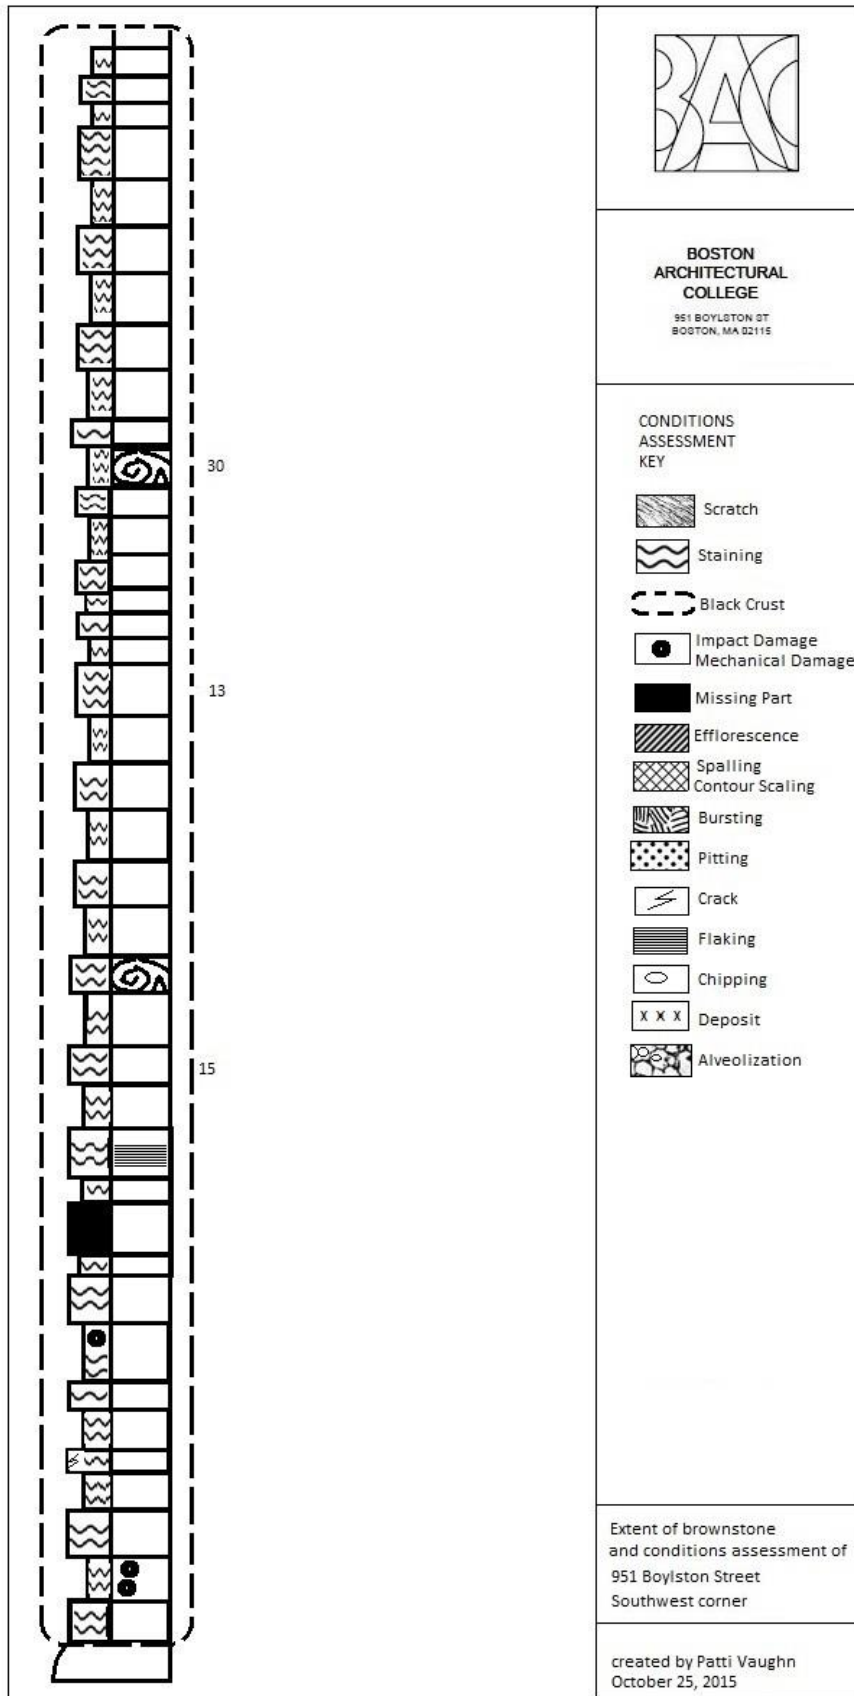 BAC
BOSTON
ARCHITECTURAL
COLLEGE
951 BOYLSTON ST
BOSTON, MA 02115
CONDITIONS
ASSESSMENT
KEY
Scratch
Staining
Black Crust
Impact Damage
Mechanical Damage
Missing Part
Efflorescence
Spalling
Contour Scaling
Bursting
Pitting
Crack
Flaking
Chipping
x x x
Deposit
Alveolization
30
13
15
Extent of brownstone
and conditions assessment of
951 Boylston Street
Southwest corner
created by Patti Vaughn
October 25, 2015